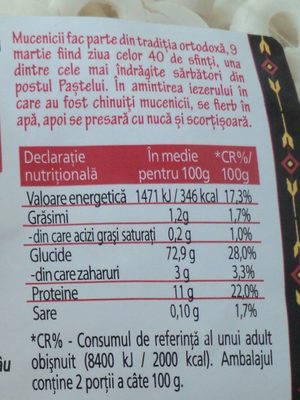 Mucenicii fac parte din tradiția ortodoxă, 9
martie fiind ziua celor 40 de sfinți, una
dintre cele mai îndrăgite sărbători din
postul Paștelui. În amintirea iezerului în
care au fost chinuiți mucenicii, se fierb în
apă, apoi se presară cu nucă și scorțișoară.
Declarație În medie *CR%/
nutrițională pentru 100g 100g
Valoare energetică 1471 kJ / 346 kcal 17,3%
Grăsimi 1,2g 1,7%
-din care acizi grași saturați 0,2 g 1,0%
Glucide 72,9 g 28,0%
-din care zaharuri 3 g 3,3%
Proteine 11 g 22,0%
Sare 0,10 g 1,7%
*CR% - Consumul de referință al unui adult
obișnuit (8400 kJ / 2000 kcal). Ambalajul
conține 2 porții a câte 100 g.